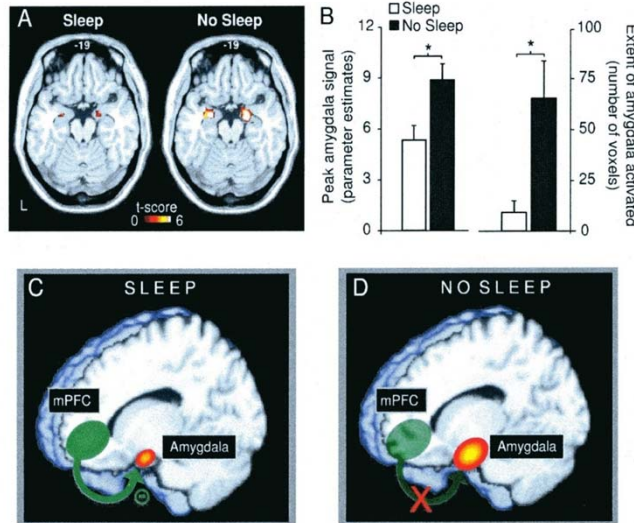 A
Sleep
No Sleep
-19
-19
L
t-score
0
6
B
Sleep
No Sleep
*
*
12
9
6
3
0
Peak amygdala signal
(parameter estimates)
100
75
50
25
0
Extent of amygdala activated
(number of voxels)
C
SLEEP
mPFC
Amygdala
D
NO SLEEP
mPFC
Amygdala
X